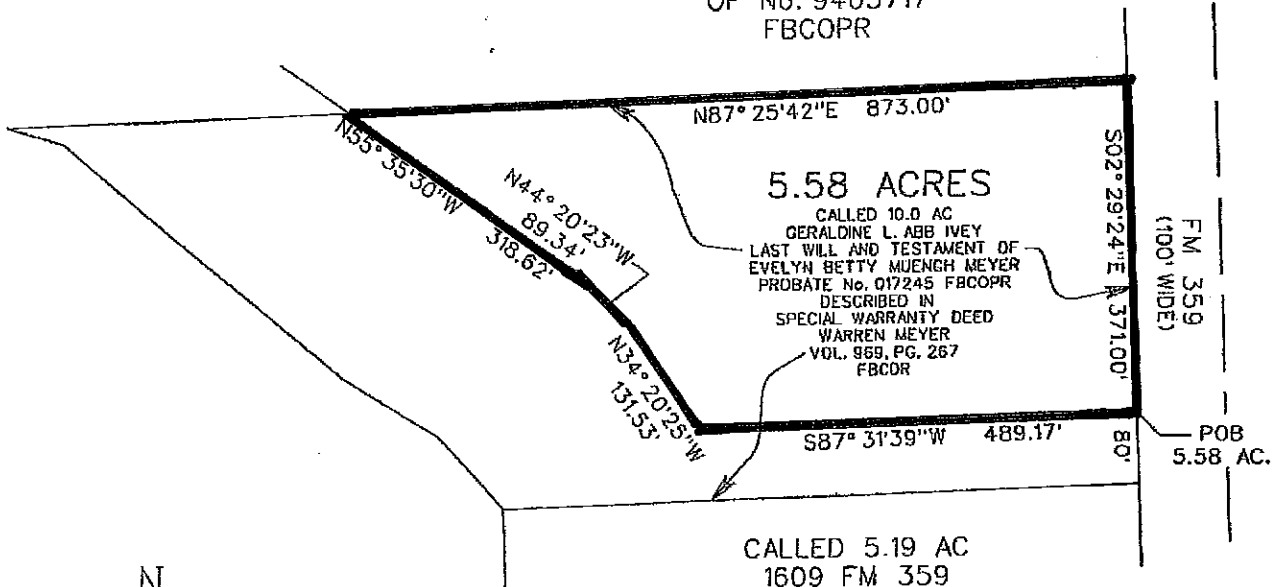 FBCOPR
N87°25'42"E 873.00'
N55°35'30"W
318.62'
N44°20'23"W
89.34'
S02°29'24"E 371.00'
FM 359
(100' WIDE)
5.58 ACRES
CALLED 10.0 AC
GERALDINE L. ABB IVEY
LAST WILL AND TESTAMENT OF
EVELYN BETTY MUENCH MEYER
PROBATE No. 017245 FBCOPR
DESCRIBED IN
SPECIAL WARRANTY DEED
WARREN MEYER
VOL. 969, PG. 267
FBCOR
N34°20'25"W
131.53'
S87°31'39"W 489.17'
80'
POB
5.58 AC.
CALLED 5.19 AC
1609 FM 359
N